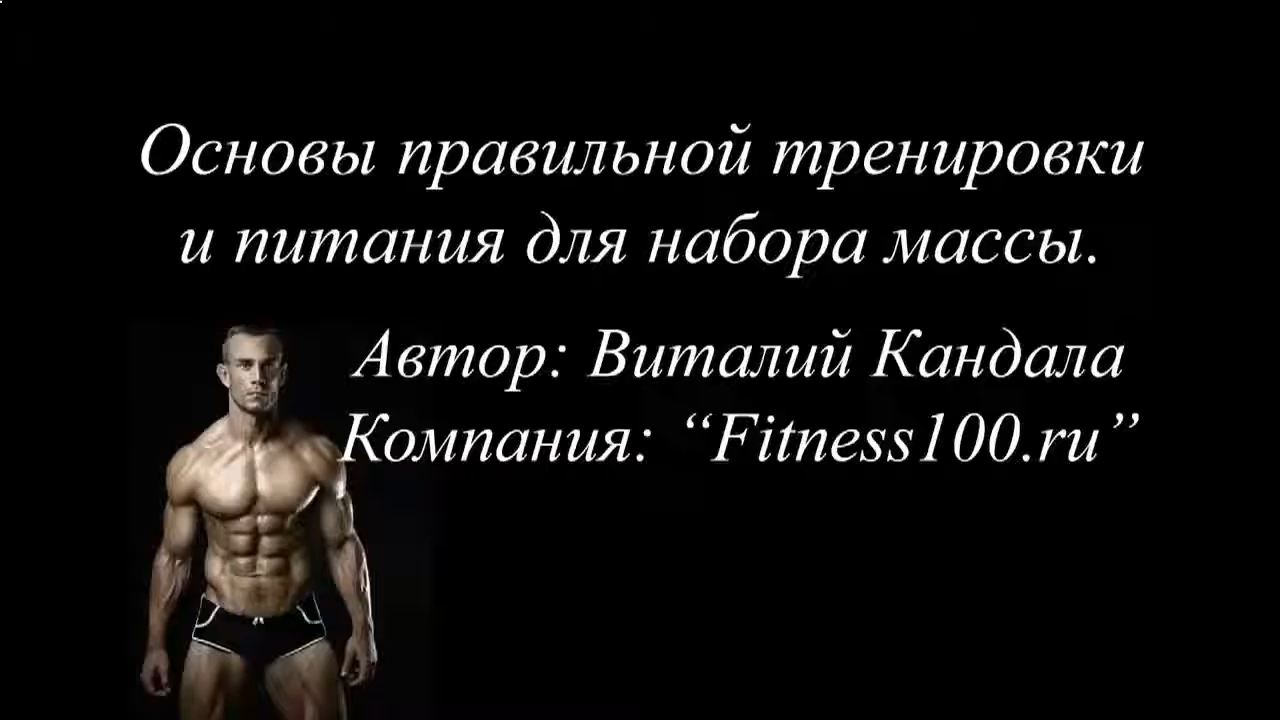 Основы правильной тренировки
и питания для набора массы.
Автор: Виталий Кандала
Компания: “Fitness100.ru”